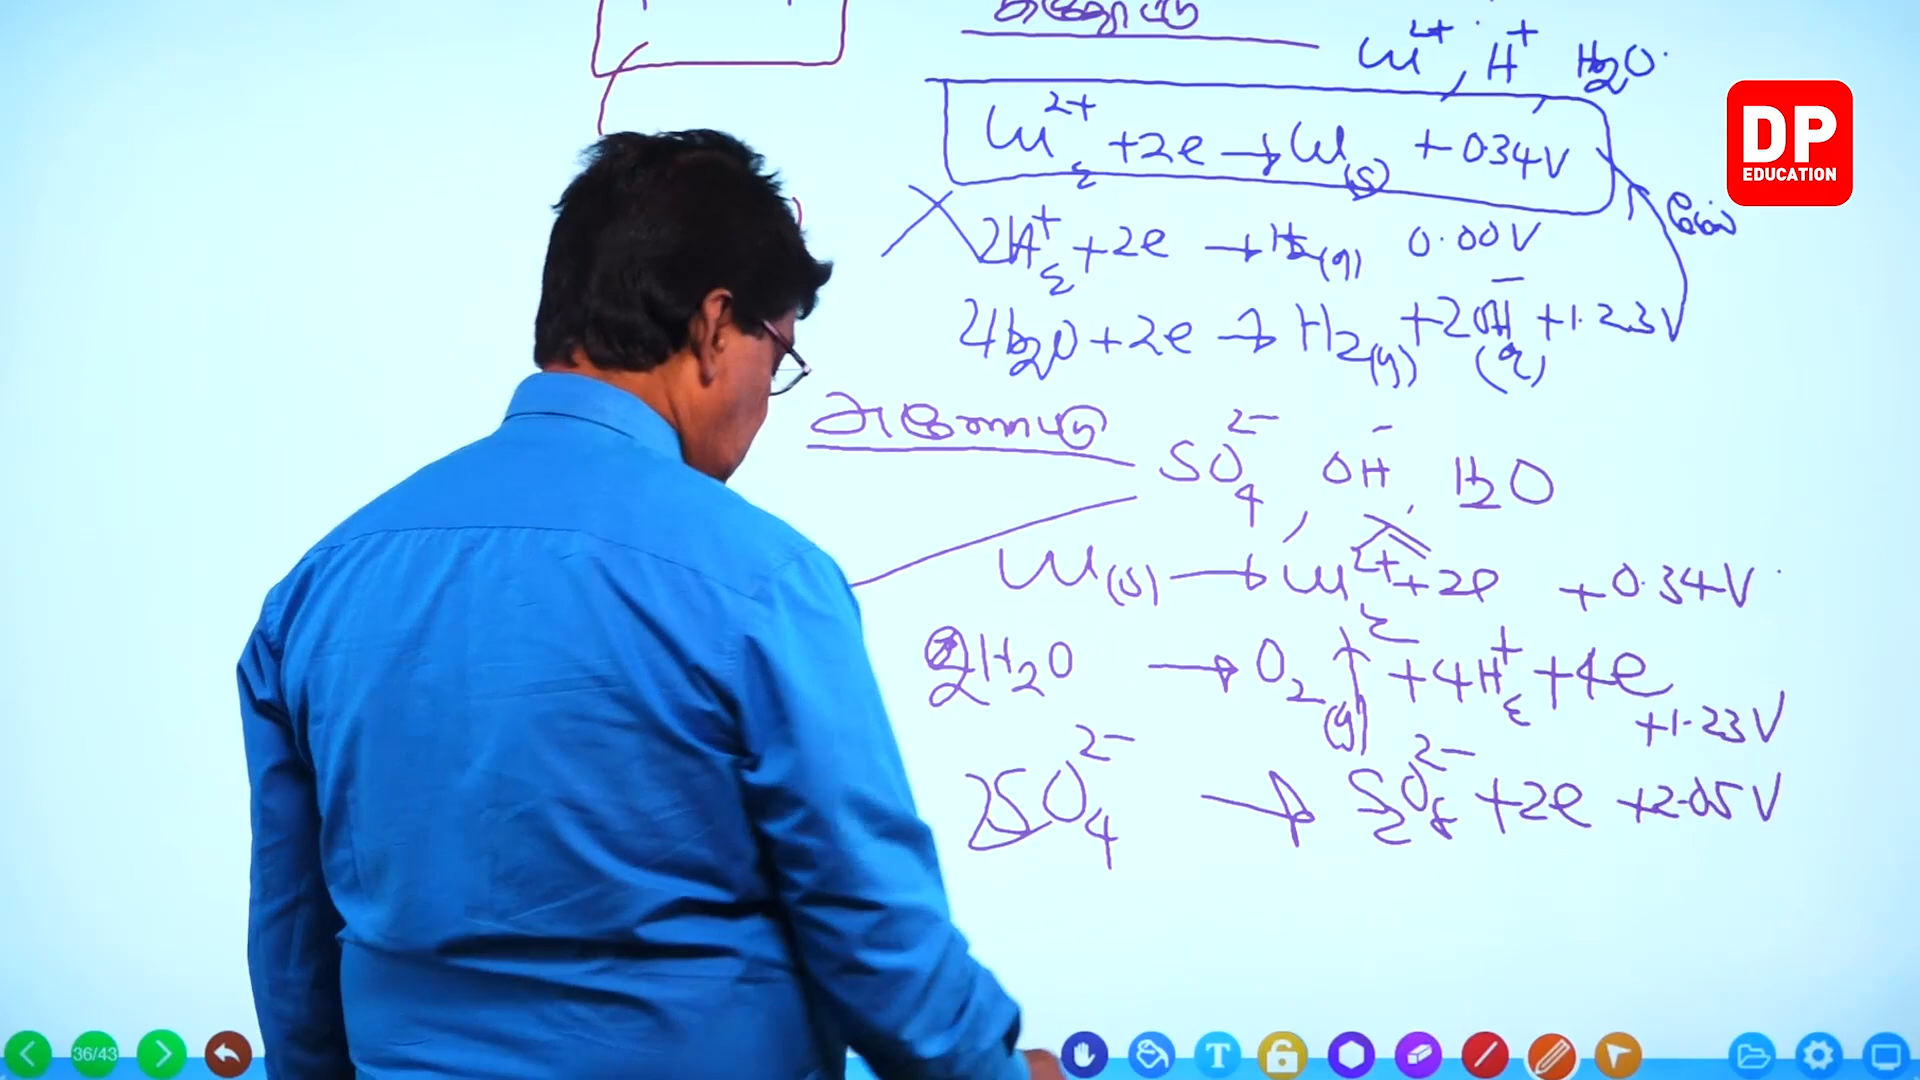 Cu²⁺, H⁺, H₂O
Cu²⁺ + 2e → Cu(s) + 0.34V
2H⁺ + 2e → H₂(g) 0.00V
4H₂O + 2e → H₂(g) + 2OH⁻ + 1.23V
அனோட்டு
SO₄²⁻, OH⁻, H₂O
Cu(s) → Cu²⁺ + 2e + 0.34V
2H₂O → O₂(g) ↑ + 4H⁺ + 4e
+1.23V
2SO₄²⁻ → S₂O₈²⁻ + 2e +2.05V
DP
EDUCATION
36/43
T